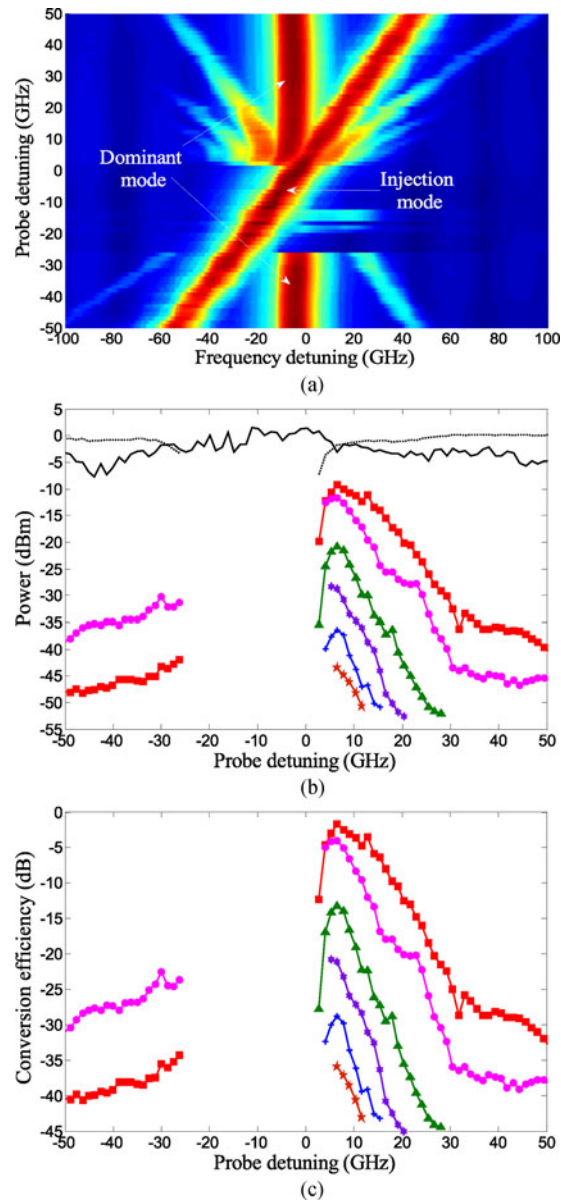 50
40
30
20
10
0
-10
-20
-30
-40
-50
Probe detuning (GHz)
Dominant
mode
Injection
mode
-100 -80 -60 -40 -20 0 20 40 60 80 100
Frequency detuning (GHz)
(a)
5
0
-5
-10
-15
-20
-25
-30
-35
-40
-45
-50
-55
Power (dBm)
-50 -40 -30 -20 -10 0 10 20 30 40 50
Probe detuning (GHz)
(b)
0
-5
-10
-15
-20
-25
-30
-35
-40
-45
Conversion efficiency (dB)
-50 -40 -30 -20 -10 0 10 20 30 40 50
Probe detuning (GHz)
(c)